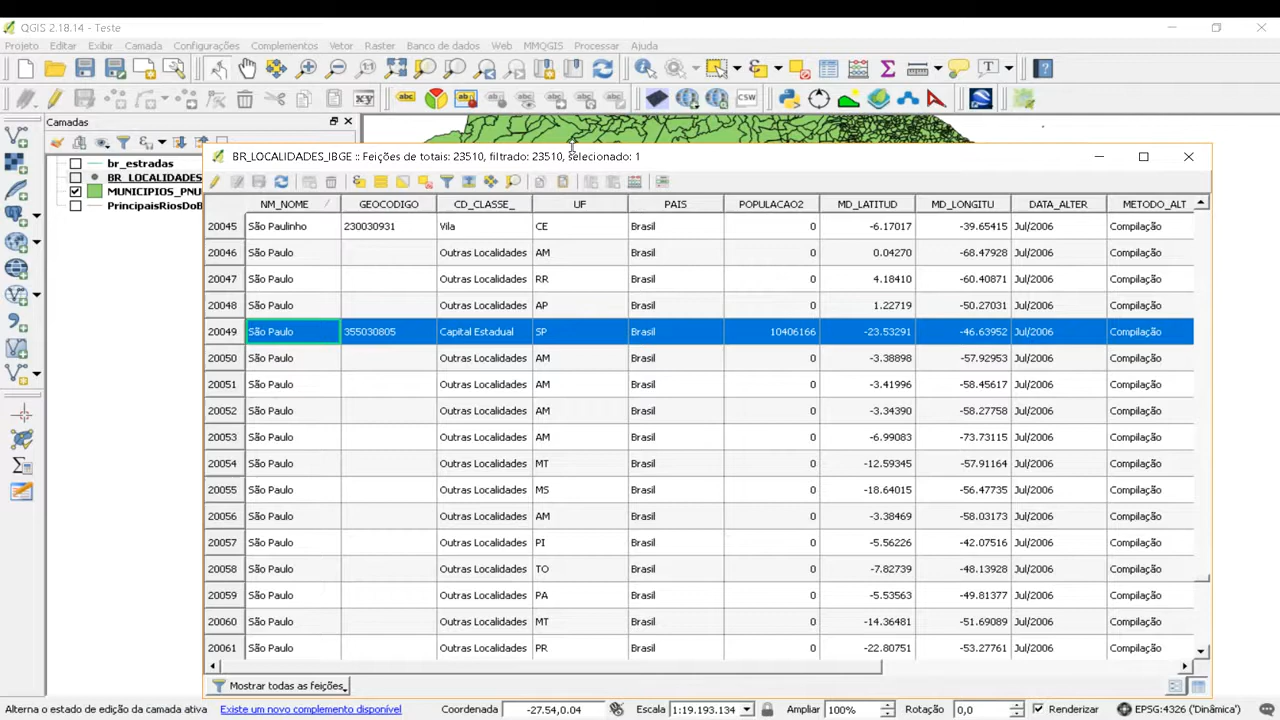 QGIS 2.18.14 - Teste
Projeto Editar Exibir Camada Configurações Complementos Vetor Raster Banco de dados Web MMQGIS Processar Ajuda
abc abc CSW
Camadas
br_estradas
BR_LOCALIDADES
MUNICIPIOS_PNU
PrincipaisRiosDoB
BR_LOCALIDADES_IBGE :: Feições de totais: 23510, filtrado: 23510, selecionado: 1
NM_NOME GEOCODIGO CD_CLASSE_ UF PAIS POPULACAO2 MD_LATITUD MD_LONGITU DATA_ALTER METODO_ALT
20045 São Paulinho 230030931 Vila CE Brasil 0 -6.17017 -39.65415 Jul/2006 Compilação
20046 São Paulo Outras Localidades AM Brasil 0 0.04270 -68.47928 Jul/2006 Compilação
20047 São Paulo Outras Localidades RR Brasil 0 4.18410 -60.40871 Jul/2006 Compilação
20048 São Paulo Outras Localidades AP Brasil 0 1.22719 -50.27031 Jul/2006 Compilação
20049 São Paulo 355030805 Capital Estadual SP Brasil 10406166 -23.53291 -46.63952 Jul/2006 Compilação
20050 São Paulo Outras Localidades AM Brasil 0 -3.38898 -57.92953 Jul/2006 Compilação
20051 São Paulo Outras Localidades AM Brasil 0 -3.41996 -58.45617 Jul/2006 Compilação
20052 São Paulo Outras Localidades AM Brasil 0 -3.34390 -58.27758 Jul/2006 Compilação
20053 São Paulo Outras Localidades AM Brasil 0 -6.99083 -73.73115 Jul/2006 Compilação
20054 São Paulo Outras Localidades MT Brasil 0 -12.59345 -57.91164 Jul/2006 Compilação
20055 São Paulo Outras Localidades MS Brasil 0 -18.64015 -56.47735 Jul/2006 Compilação
20056 São Paulo Outras Localidades AM Brasil 0 -3.38469 -58.03173 Jul/2006 Compilação
20057 São Paulo Outras Localidades PI Brasil 0 -5.56226 -42.07516 Jul/2006 Compilação
20058 São Paulo Outras Localidades TO Brasil 0 -7.82739 -48.13928 Jul/2006 Compilação
20059 São Paulo Outras Localidades PA Brasil 0 -5.53563 -49.81377 Jul/2006 Compilação
20060 São Paulo Outras Localidades MT Brasil 0 -14.36481 -51.69089 Jul/2006 Compilação
20061 São Paulo Outras Localidades PR Brasil 0 -22.80751 -53.27761 Jul/2006 Compilação
Mostrar todas as feições
Alterna o estado de edição da camada ativa Existe um novo complemento disponível Coordenada -27.54,0.04 Escala 1:19.193.134 Ampliar 100% Rotação 0,0 Renderizar EPSG:4326 ('Dinâmica')